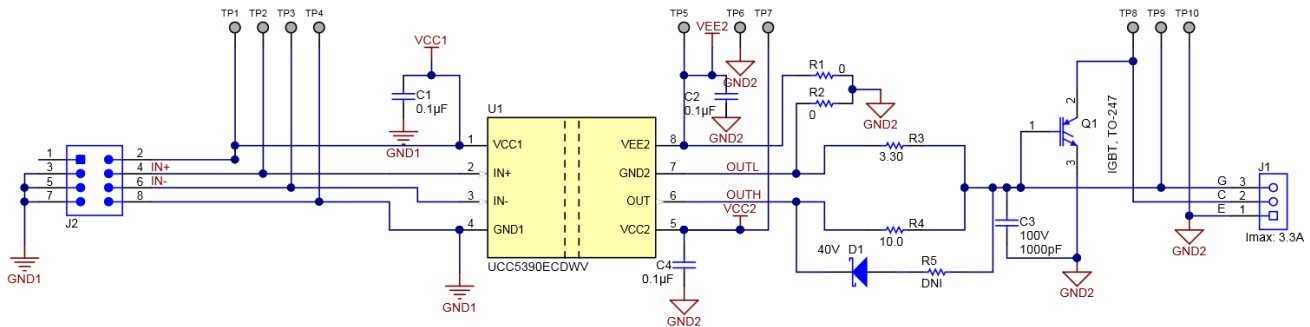 TP1 TP2 TP3 TP4 TP5 TP6 TP7 TP8 TP9 TP10
VEE2
VCC1
GND2
R1
0
C1
0.1µF
C2
0.1µF
R2
0
GND2
2
Q1
IGBT, TO-247
1
3
U1
GND1
GND2
1 VCC1
VEE2 8
R3
3.30
1 2
3 4 IN+
5 6 IN-
7 8
J2
2 IN+
GND2 7 OUTL
3 IN-
OUT 6 OUTH
VCC2
4 GND1
VCC2 5
R4
10.0
J1
G 3
C 2
E 1
Imax: 3.3A
C3
100V
1000pF
GND2
UCC5390ECDWV
C4
0.1µF
40V D1
R5
DNI
GND1
GND1
GND2
GND2